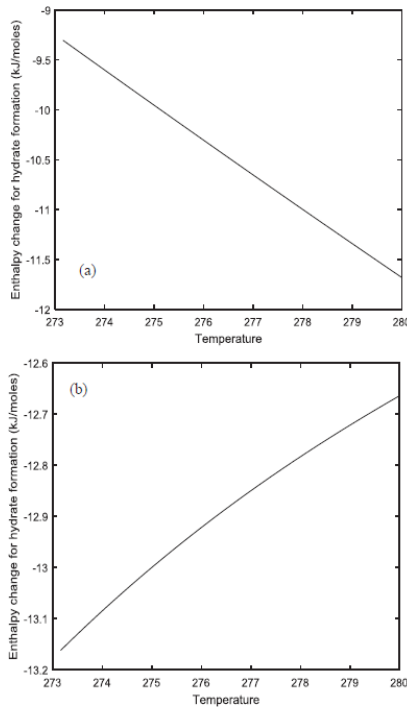 Enthalpy change for hydrate formation (kJ/moles)
-9
-9.5
-10
-10.5
-11
-11.5
-12
(a)
273 274 275 276 277 278 279 280
Temperature
Enthalpy change for hydrate formation (kJ/moles)
-12.6
(b)
-12.7
-12.8
-12.9
-13
-13.1
-13.2
273 274 275 276 277 278 279 280
Temperature